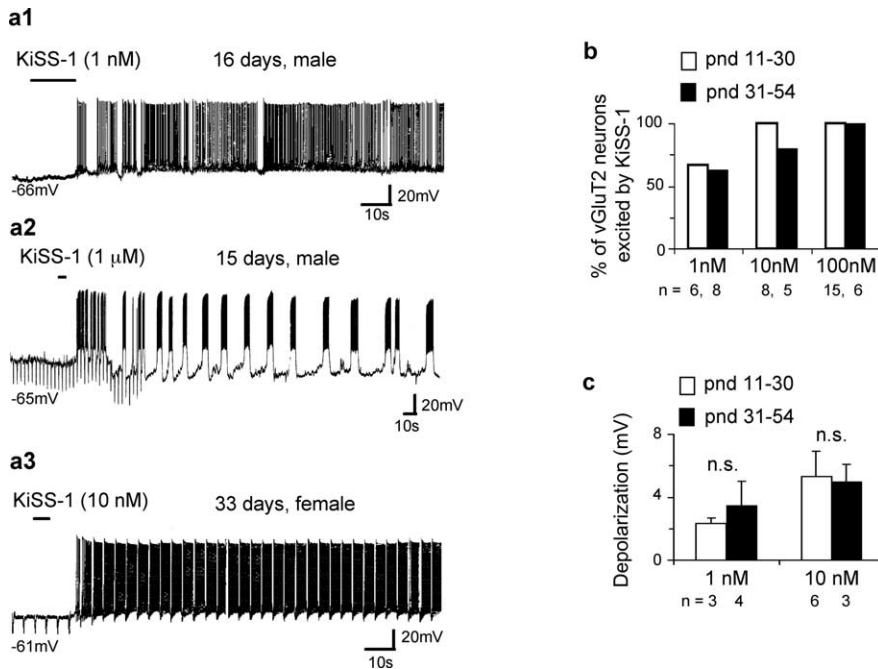 a1
KiSS-1 (1 nM) 16 days, male
-66mV
20mV
10s
a2
KiSS-1 (1 μM) 15 days, male
-65mV
20mV
10s
a3
KiSS-1 (10 nM) 33 days, female
-61mV
20mV
10s
b
pnd 11-30
pnd 31-54
% of vGluT2 neurons
excited by KiSS-1
100
75
50
0
1nM 10nM 100nM
n = 6, 8 8, 5 15, 6
c
pnd 11-30
pnd 31-54
Depolarization (mV)
8
4
0
n.s. n.s.
1 nM 10 nM
n = 3 4 6 3